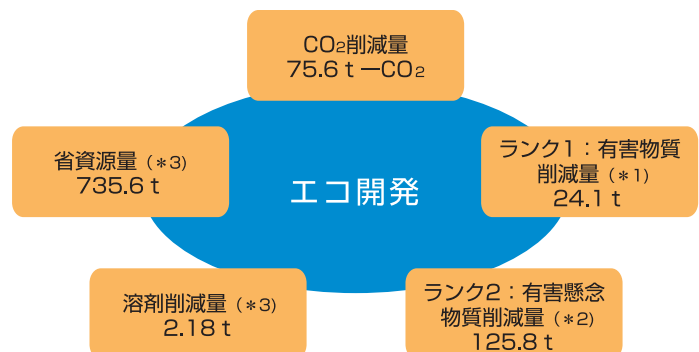 CO₂削減量
75.6 t ーCO₂
省資源量（＊3）
735.6 t
ランク1：有害物質
削減量（＊1）
24.1 t
エコ開発
溶剤削減量（＊3）
2.18 t
ランク2：有害懸念
物質削減量（＊2）
125.8 t